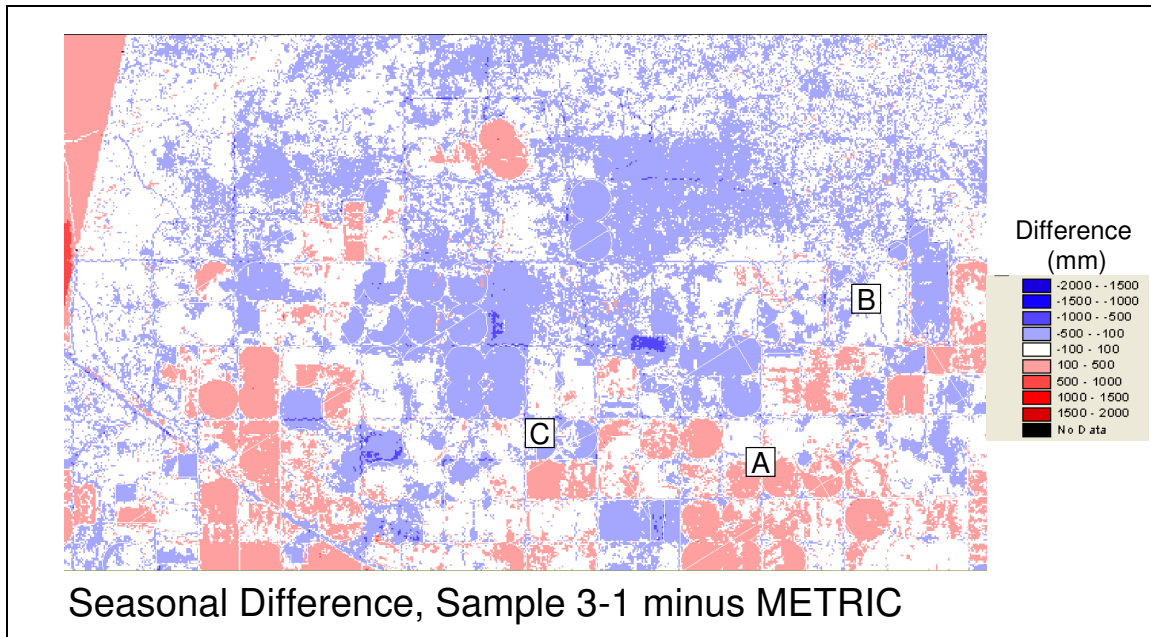 B
C
A
Difference
(mm)
-2000 - -1500
-1500 - -1000
-1000 - -500
-500 - -100
-100 - 100
100 - 500
500 - 1000
1000 - 1500
1500 - 2000
No Data
Seasonal Difference, Sample 3-1 minus METRIC